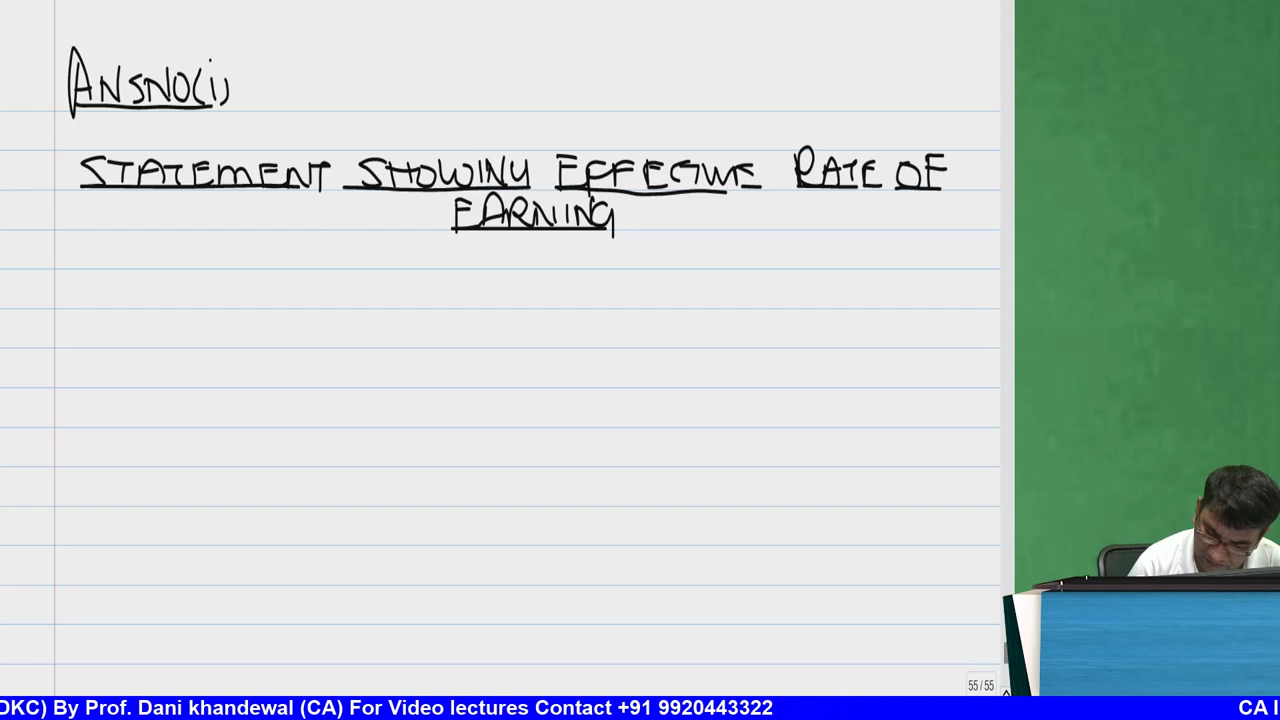 ANSNO(i)
STATEMENT SHOWING EFFECTIVE RATE OF
EARNING
55 / 55
DKC) By Prof. Dani khandewal (CA) For Video lectures Contact +91 9920443322
CA I